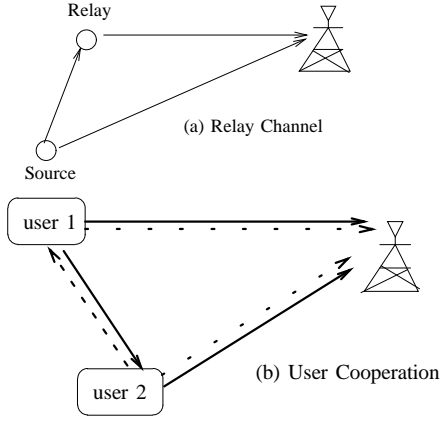 Relay
(a) Relay Channel
Source
user 1
(b) User Cooperation
user 2